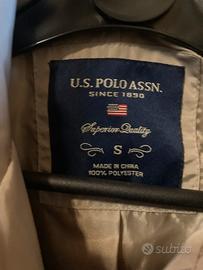 U.S. POLO ASSN.
SINCE 1890
Superior Quality
S
MADE IN CHINA
100% POLYESTER
subito